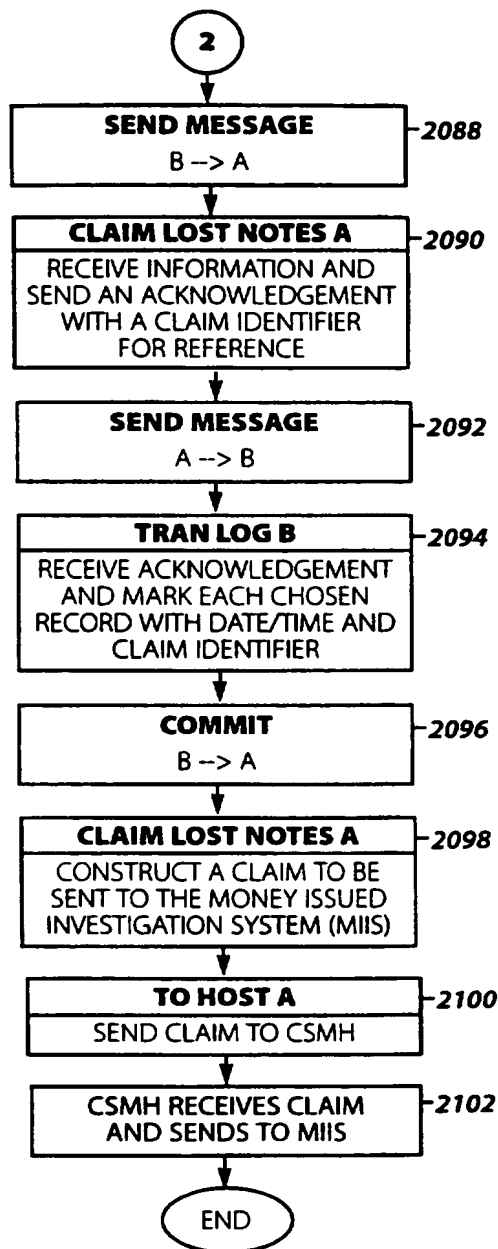 2
SEND MESSAGE
B --> A
2088
CLAIM LOST NOTES A
2090
RECEIVE INFORMATION AND
SEND AN ACKNOWLEDGEMENT
WITH A CLAIM IDENTIFIER
FOR REFERENCE
SEND MESSAGE
2092
A --> B
TRAN LOG B
2094
RECEIVE ACKNOWLEDGEMENT
AND MARK EACH CHOSEN
RECORD WITH DATE/TIME AND
CLAIM IDENTIFIER
COMMIT
2096
B --> A
CLAIM LOST NOTES A
2098
CONSTRUCT A CLAIM TO BE
SENT TO THE MONEY ISSUED
INVESTIGATION SYSTEM (MIIS)
TO HOST A
2100
SEND CLAIM TO CSMH
CSMH RECEIVES CLAIM
2102
AND SENDS TO MIIS
END